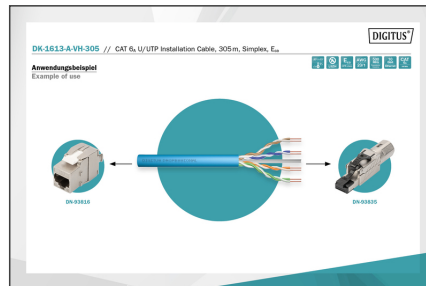 DIGITUS®
DK-1613-A-VH-305 // CAT 6A U/UTP Installation Cable, 305 m, Simplex, Eca
Anwendungsbeispiel
Example of use
DN-93616
DN-93835